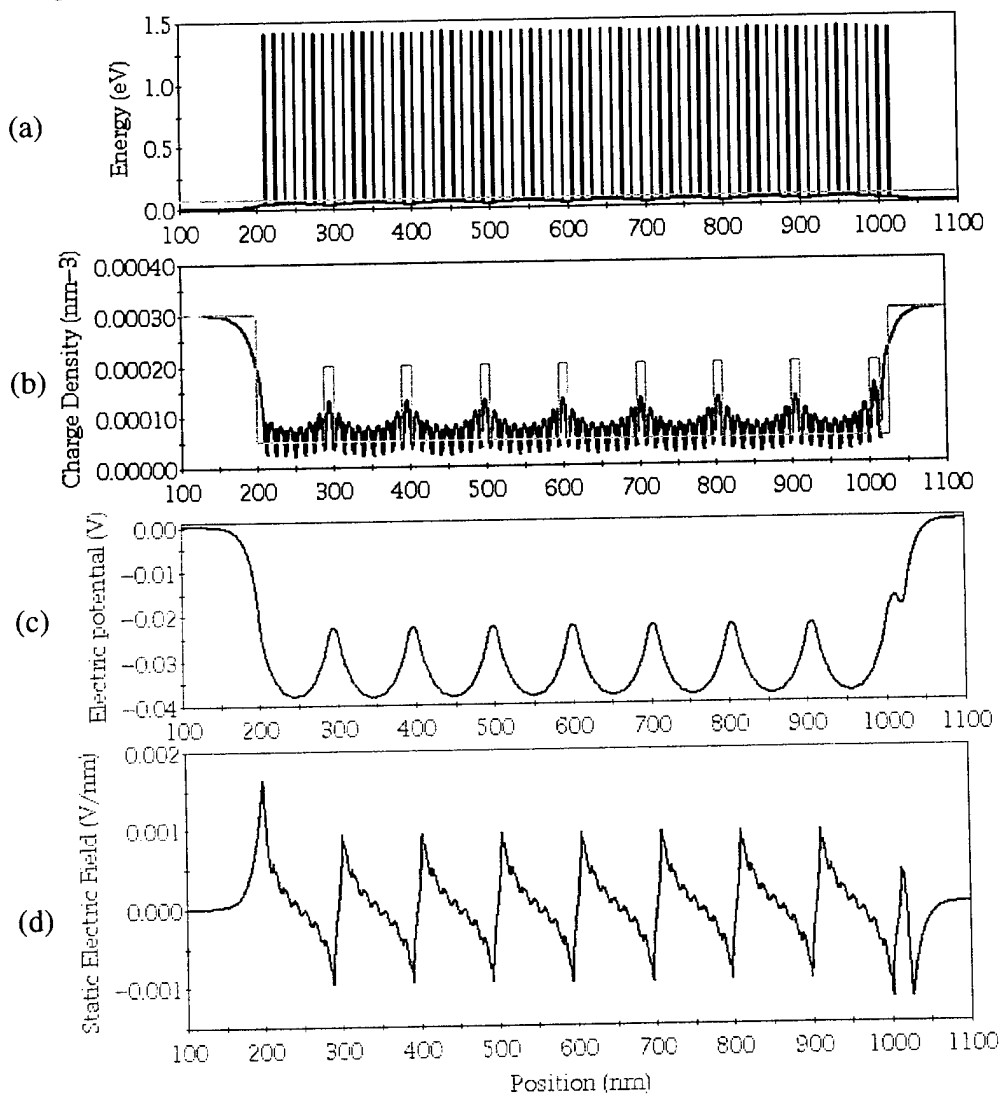 (a)
Energy (eV)
1.5
1.0
0.5
0.0
100 200 300 400 500 600 700 800 900 1000 1100
(b)
Charge Density (nm−3)
0.00040
0.00030
0.00020
0.00010
0.00000
100 200 300 400 500 600 700 800 900 1000 1100
(c)
Electric potential (V)
0.00
−0.01
−0.02
−0.03
−0.04
100 200 300 400 500 600 700 800 900 1000 1100
(d)
Static Electric Field (V/nm)
0.002
0.001
0.000
−0.001
100 200 300 400 500 600 700 800 900 1000 1100
Position (nm)